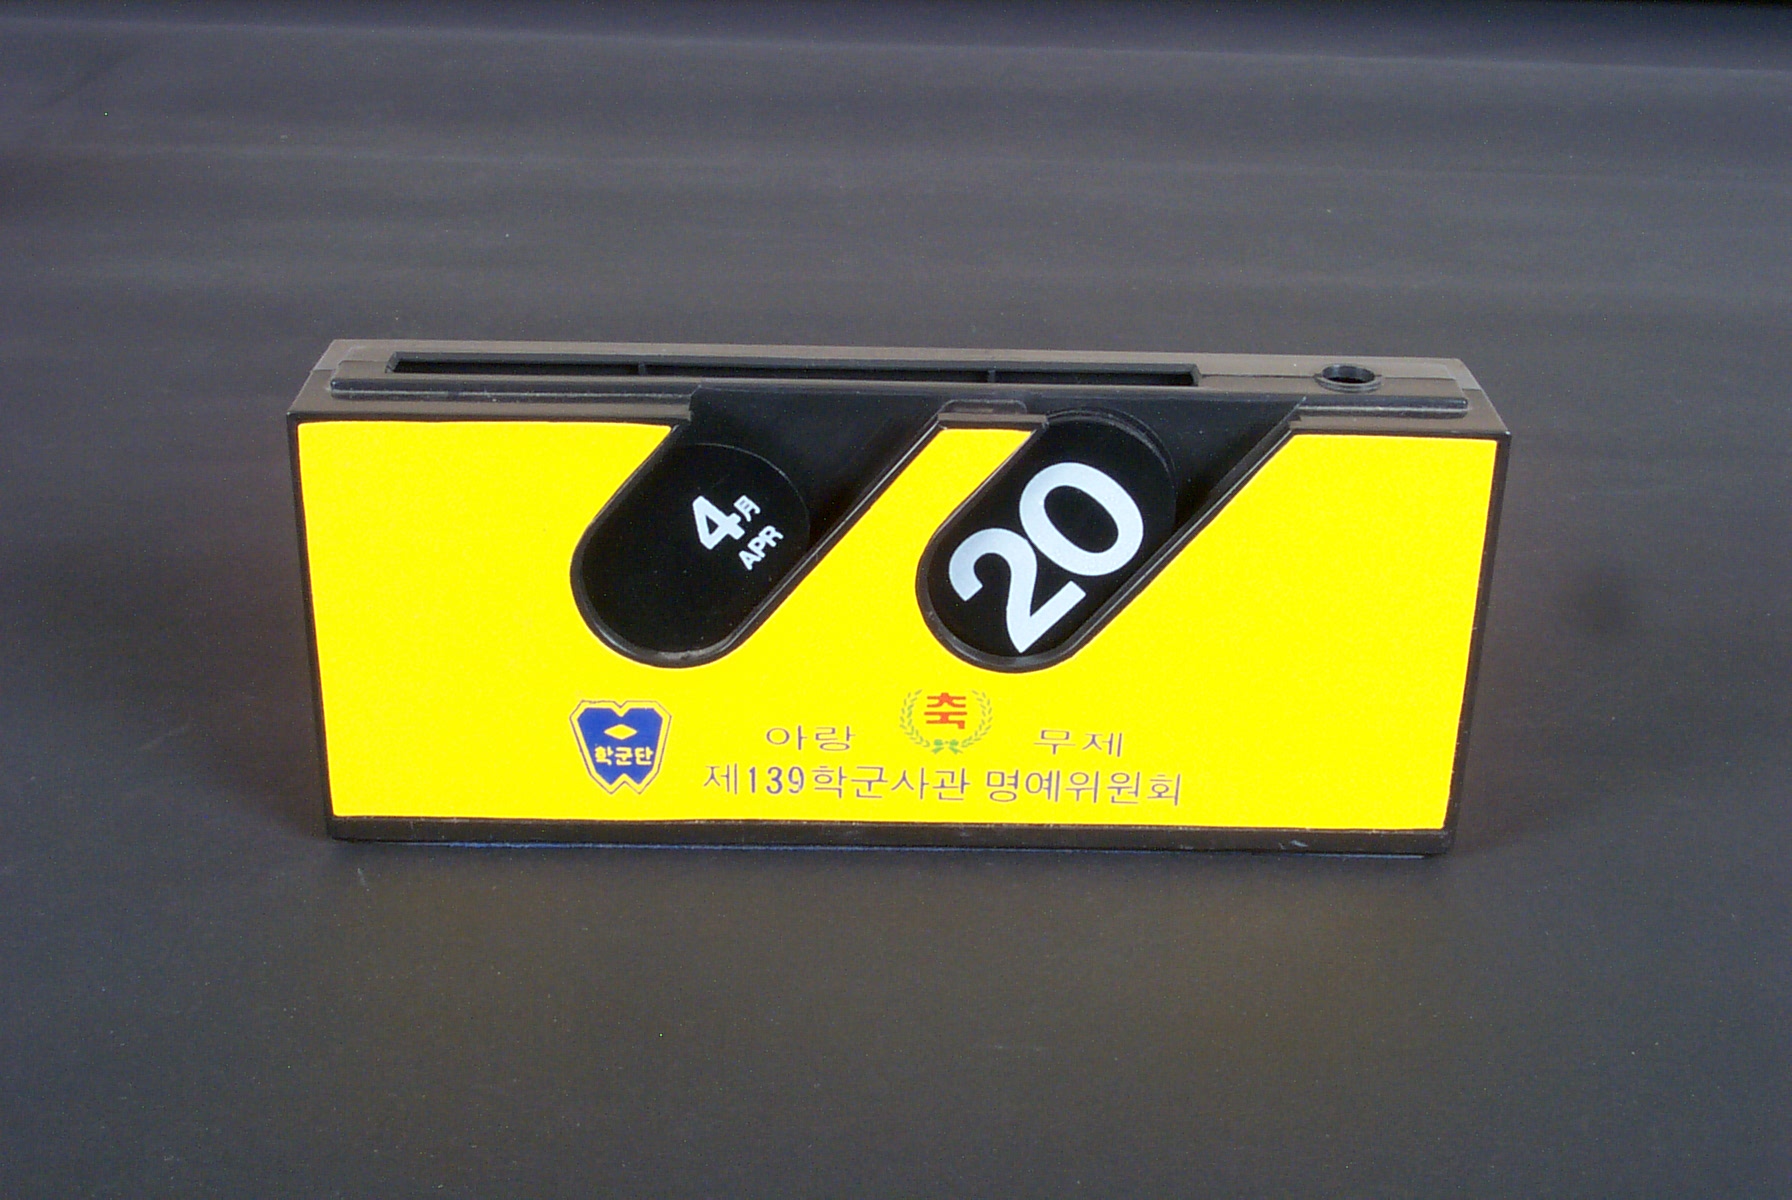 4月
APR
20
학군단
축
아랑 무제
제139학군사관 명예위원회